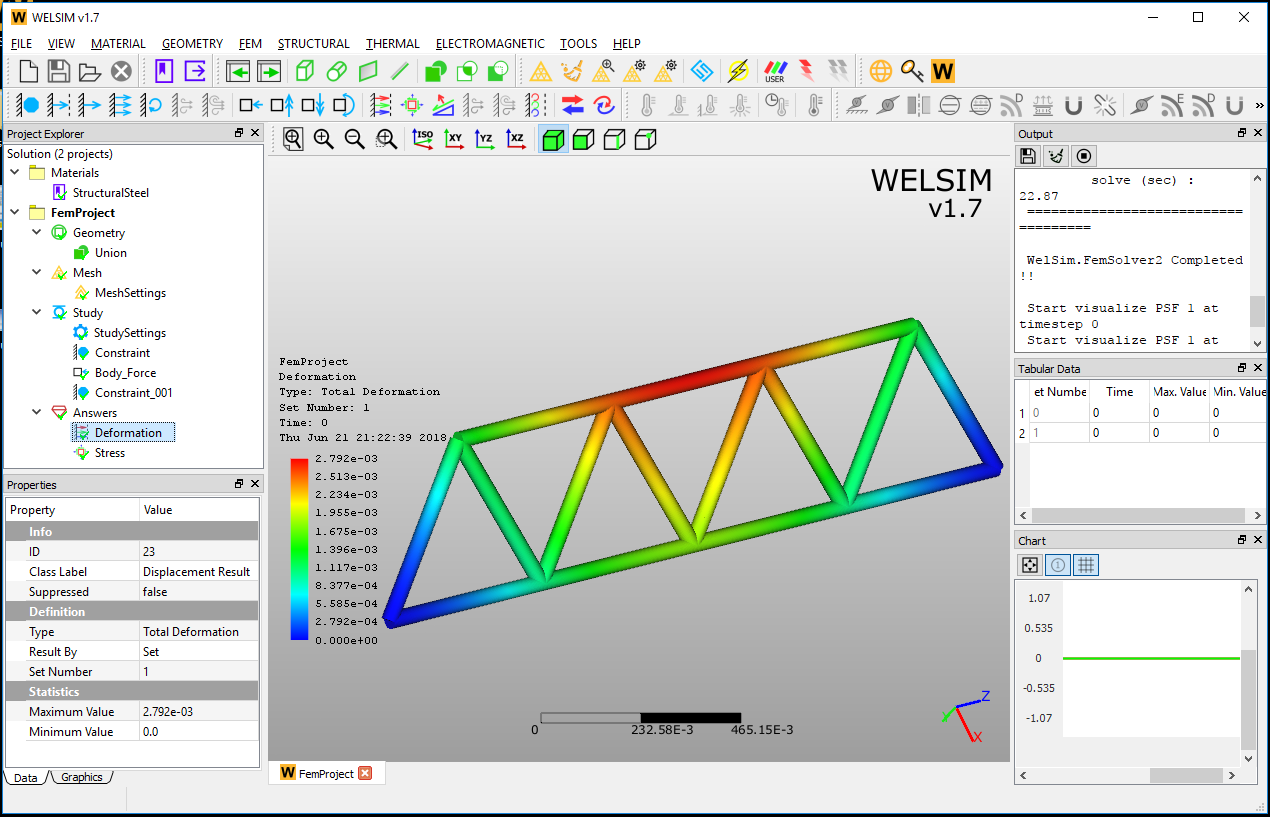 WELSIM v1.7
FILE VIEW MATERIAL GEOMETRY FEM STRUCTURAL THERMAL ELECTROMAGNETIC TOOLS HELP
USER
W
Project Explorer
Solution (2 projects)
Materials
StructuralSteel
FemProject
Geometry
Union
Mesh
MeshSettings
Study
StudySettings
Constraint
Body_Force
Constraint_001
Answers
Deformation
Stress
Properties
Property Value
Info
ID 23
Class Label Displacement Result
Suppressed false
Definition
Type Total Deformation
Result By Set
Set Number 1
Statistics
Maximum Value 2.792e-03
Minimum Value 0.0
Data Graphics
ISO XY YZ XZ
WELSIM
v1.7
FemProject
Deformation
Type: Total Deformation
Set Number: 1
Time: 0
Thu Jun 21 21:22:39 2018
2.792e-03
2.513e-03
2.234e-03
1.955e-03
1.675e-03
1.396e-03
1.117e-03
8.377e-04
5.585e-04
2.792e-04
0.000e+00
0 232.58E-3 465.15E-3
Z
Y
X
W FemProject
Output
solve (sec) :
22.87
===========================
=========
WelSim.FemSolver2 Completed
!!
Start visualize PSF 1 at
timestep 0
Start visualize PSF 1 at
Tabular Data
et Numbe Time Max. Value Min. Value
1 0 0 0 0
2 1 0 0 0
Chart
1.07
0.535
0
-0.535
-1.07